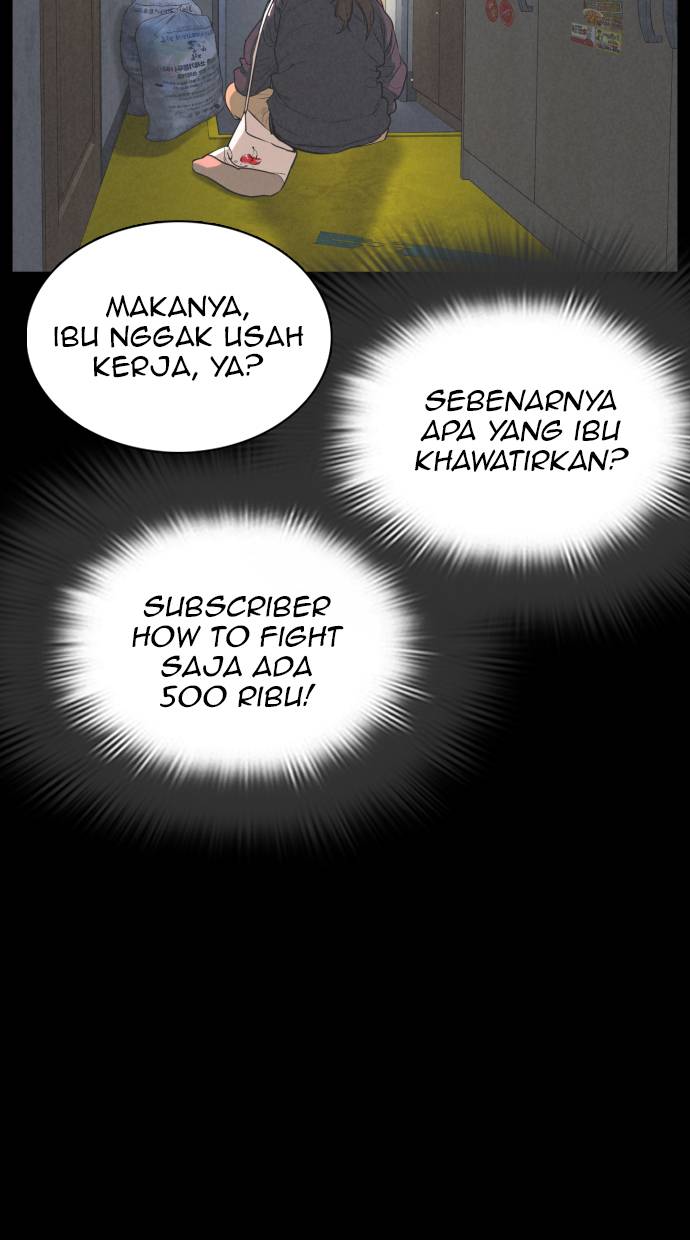 MAKANYA,
IBU NGGAK USAH
KERJA, YA?
SEBENARNYA
APA YANG IBU
KHAWATIRKAN?
SUBSCRIBER
HOW TO FIGHT
SAJA ADA
500 RIBU!